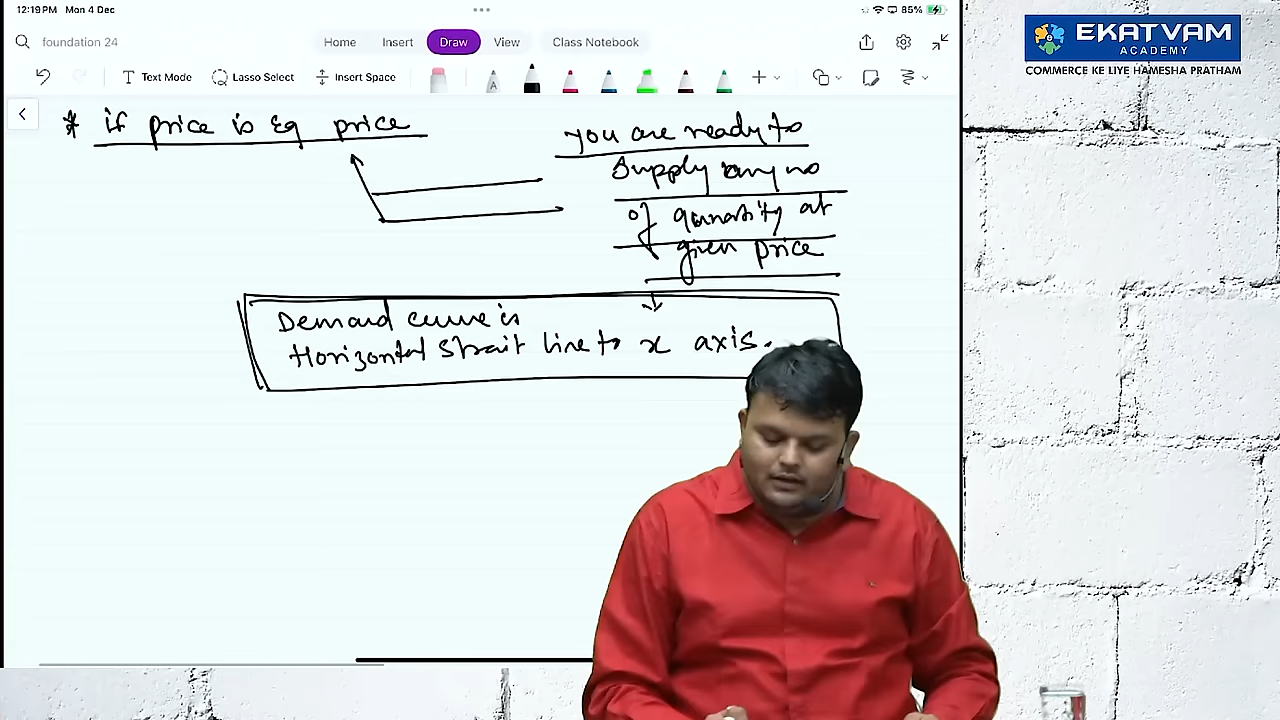 12:19 PM Mon 4 Dec
85%
foundation 24
Home Insert Draw View Class Notebook
Text Mode Lasso Select Insert Space
* if price is Eq price
you are ready to
supply any no
of quantity at
given price
Demand curve is
Horizontal Strait line to x axis.
EKATVAM
ACADEMY
COMMERCE KE LIYE HAMESHA PRATHAM